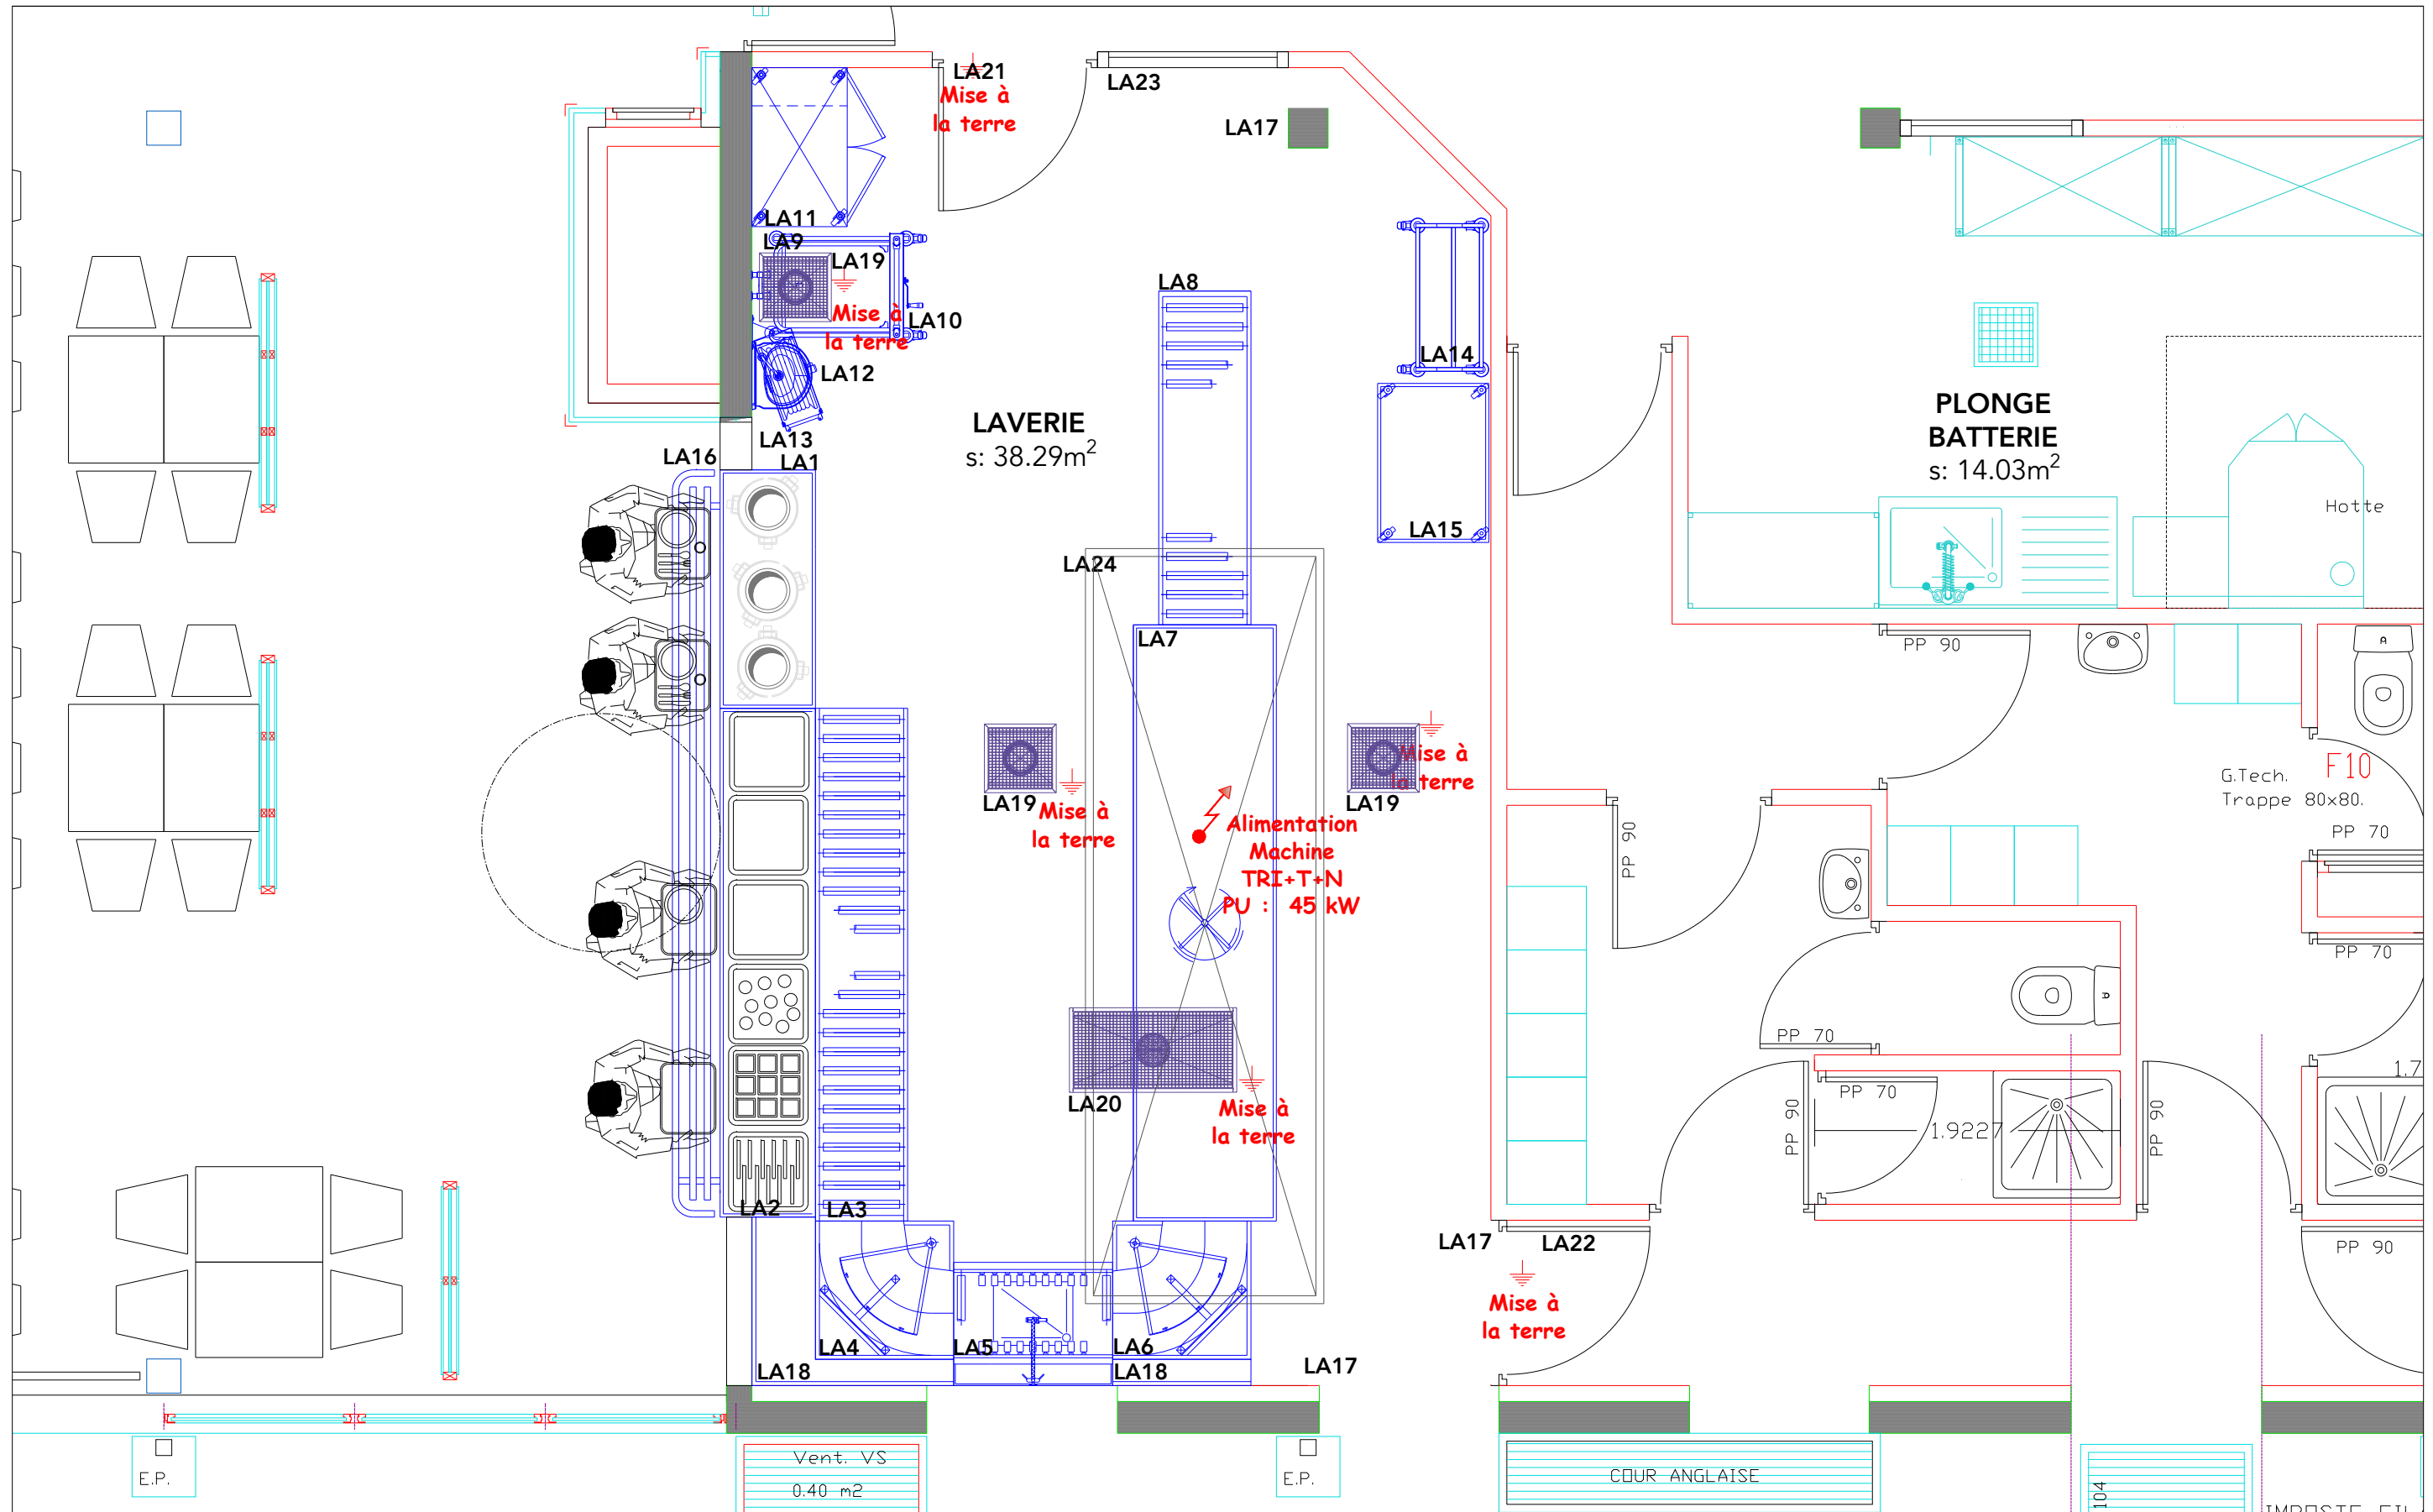 LA21
Mise à
la terre
LA23
LA17
LA11
LA9
LA19
Mise à
la terre
LA10
LA12
LA13
LA16
LA1
LAVERIE
s: 38.29m²
LA8
LA14
LA15
LA24
LA7
PLONGE
BATTERIE
s: 14.03m²
Hotte
PP 90
A
F10
G.Tech.
Trappe 80x80.
PP 70
PP 70
LA19
Mise à
la terre
LA19
Mise à
la terre
Alimentation
Machine
TRI+T+N
PU : 45 kW
PP 90
A
PP 70
PP 70
1.9227
PP 90
PP 90
1.7
PP 90
LA20
Mise à
la terre
LA2
LA3
LA17
LA22
Mise à
la terre
LA4
LA5
LA6
LA18
LA18
LA17
E.P.
Vent. VS
0.40 m2
E.P.
COUR ANGLAISE
104